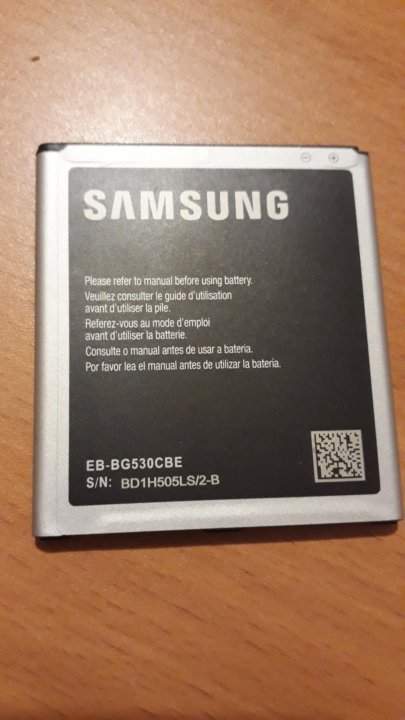 SAMSUNG
Please refer to manual before using battery.
Veuillez consulter le guide d'utilisation
avant d'utiliser la pile.
Referez-vous au mode d'emploi
avant d'utiliser la batterie.
Consulte o manual antes de usar a bateria.
Por favor lea el manual antes de utilizar la batería.
EB-BG530CBE
S/N: BD1H505LS/2-B